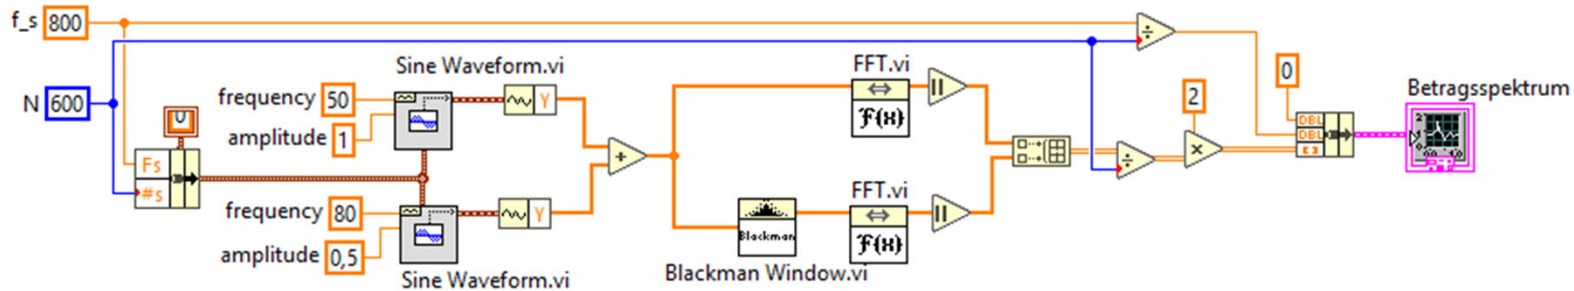 f_s 800
N 600
Fs
#s
frequency 50
amplitude 1
Sine Waveform.vi
Y
frequency 80
amplitude 0,5
Sine Waveform.vi
Y
+
Blackman
Blackman Window.vi
FFT.vi
F(x)
FFT.vi
F(x)
÷
÷
2
×
0
DBL
DBL
Betragsspektrum